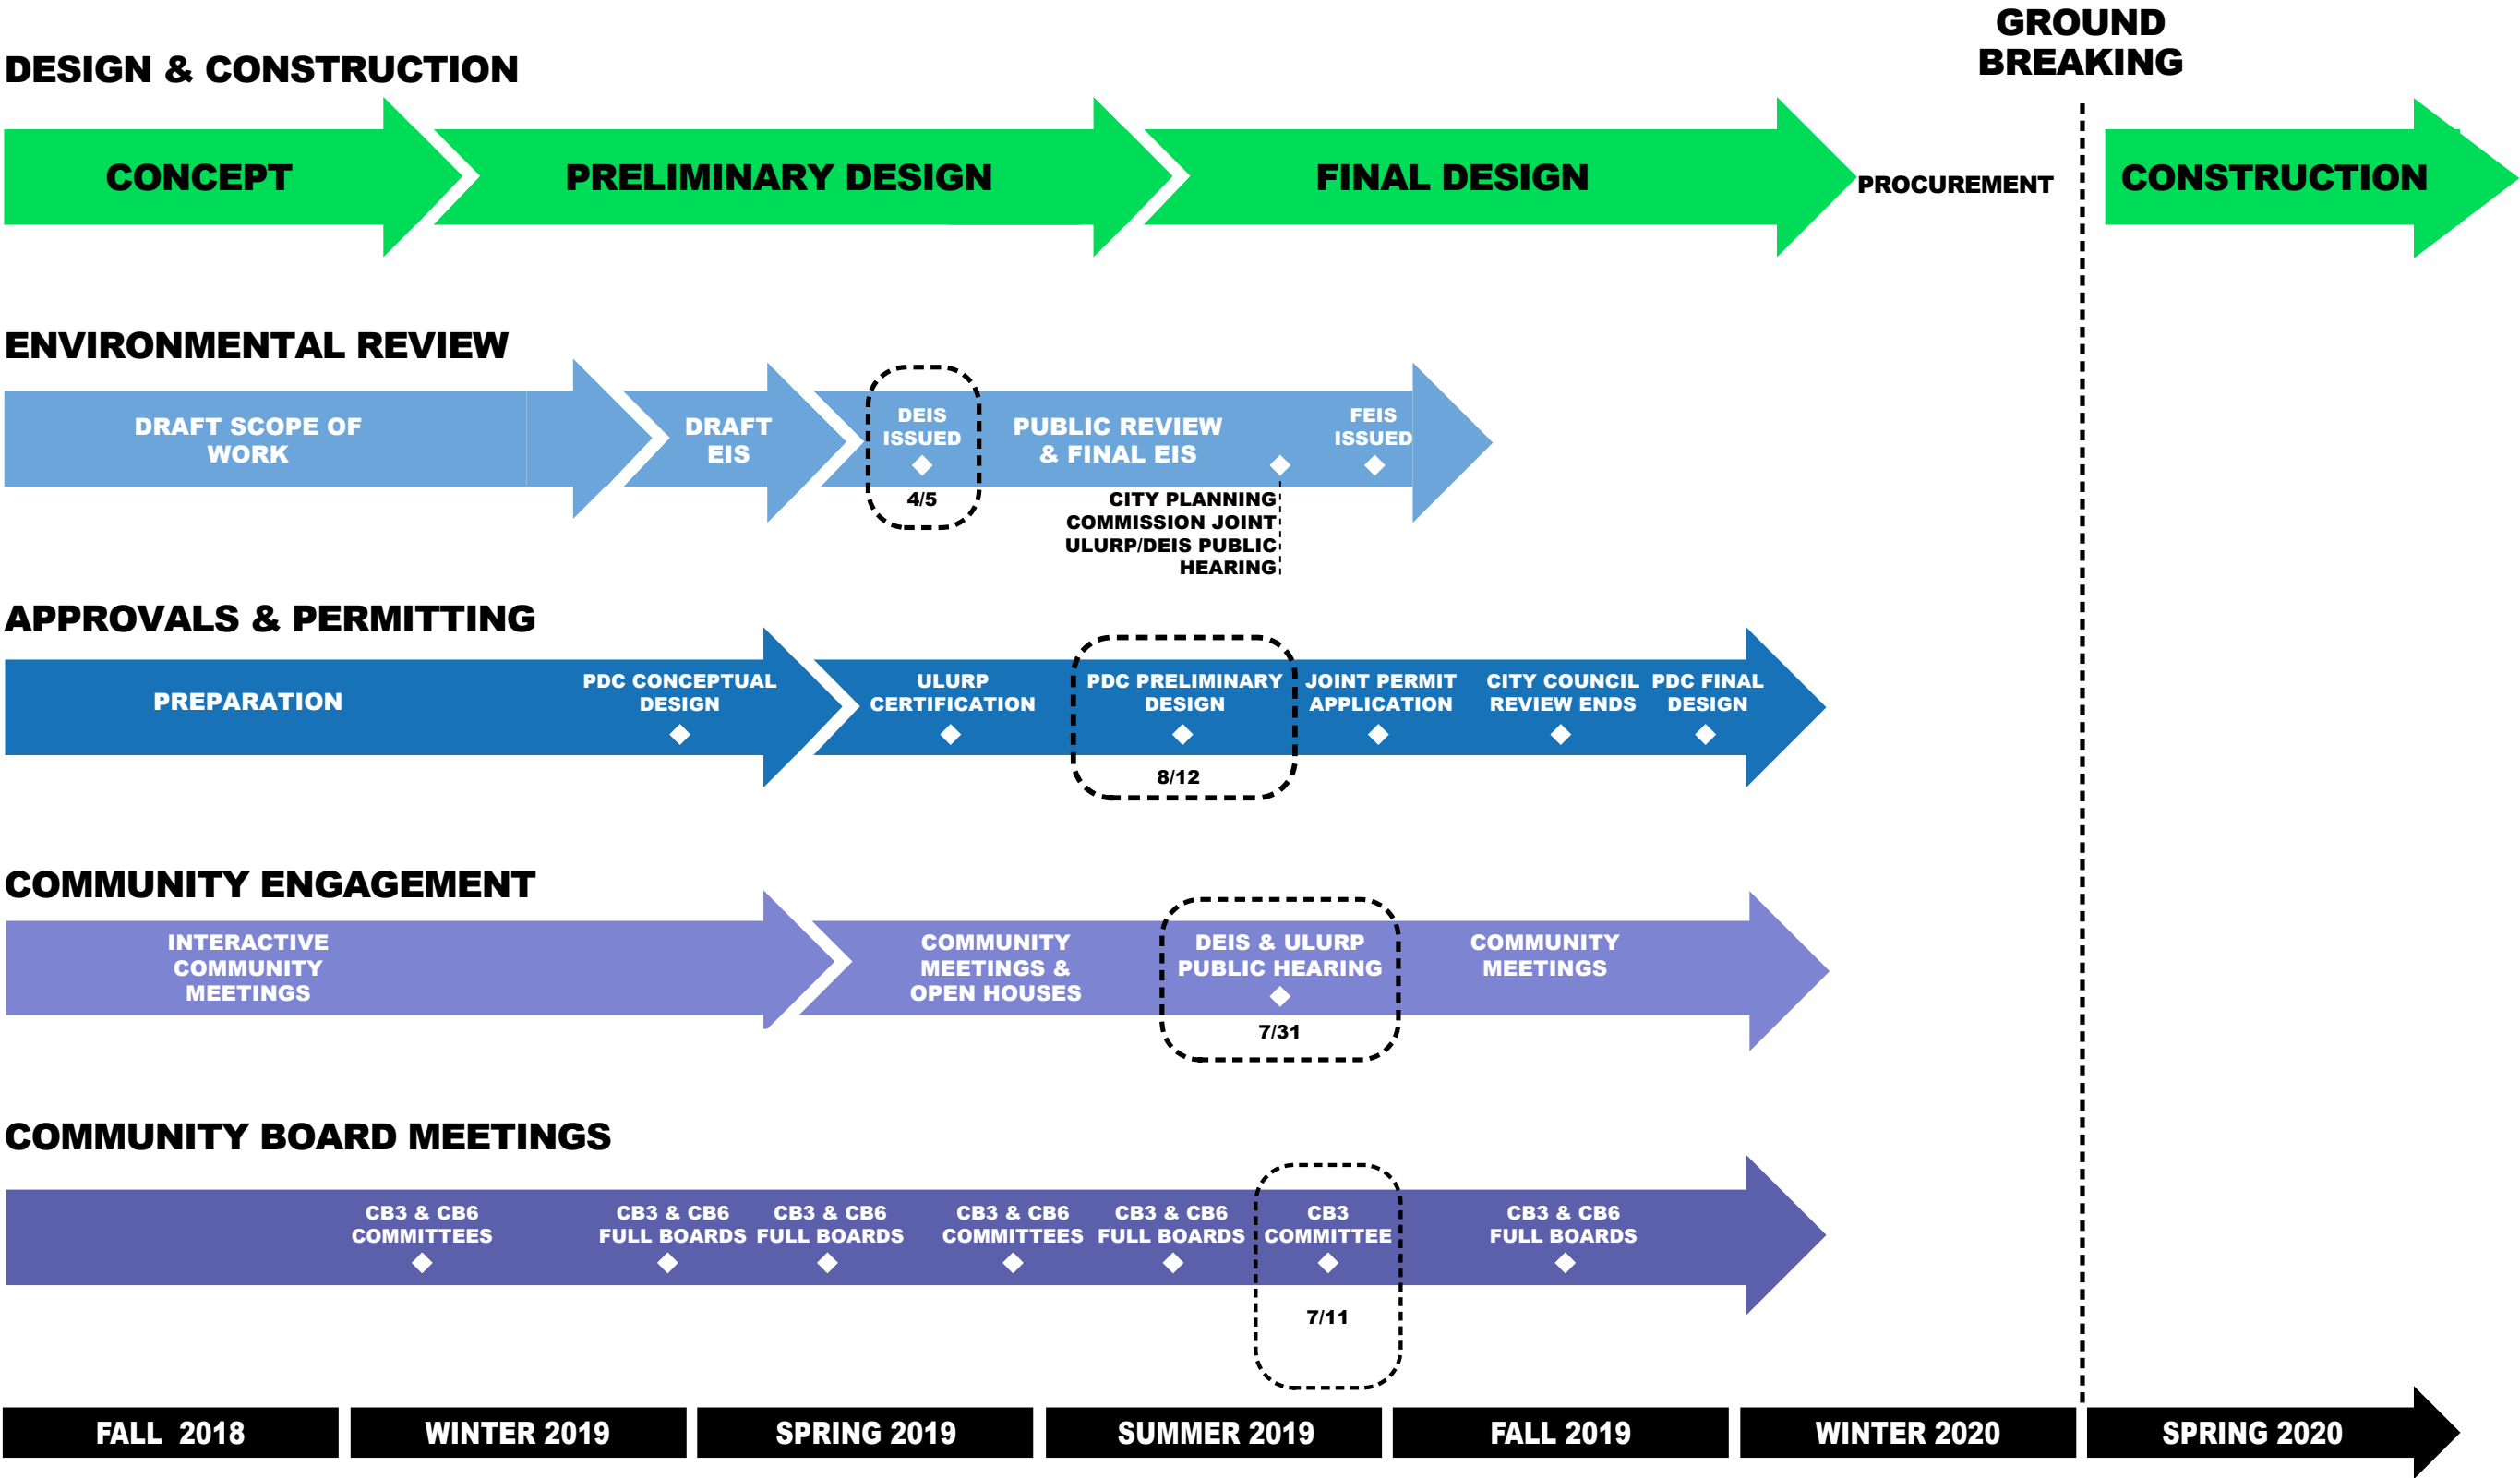 GROUND
BREAKING
DESIGN & CONSTRUCTION
CONCEPT
PRELIMINARY DESIGN
FINAL DESIGN
PROCUREMENT
CONSTRUCTION
ENVIRONMENTAL REVIEW
DRAFT SCOPE OF
WORK
DRAFT
EIS
DEIS
ISSUED
4/5
PUBLIC REVIEW
& FINAL EIS
CITY PLANNING
COMMISSION JOINT
ULURP/DEIS PUBLIC
HEARING
FEIS
ISSUED
APPROVALS & PERMITTING
PREPARATION
PDC CONCEPTUAL
DESIGN
ULURP
CERTIFICATION
PDC PRELIMINARY
DESIGN
8/12
JOINT PERMIT
APPLICATION
CITY COUNCIL
REVIEW ENDS
PDC FINAL
DESIGN
COMMUNITY ENGAGEMENT
INTERACTIVE
COMMUNITY
MEETINGS
COMMUNITY
MEETINGS &
OPEN HOUSES
DEIS & ULURP
PUBLIC HEARING
7/31
COMMUNITY
MEETINGS
COMMUNITY BOARD MEETINGS
CB3 & CB6
COMMITTEES
CB3 & CB6
FULL BOARDS
CB3 & CB6
FULL BOARDS
CB3 & CB6
COMMITTEES
CB3 & CB6
FULL BOARDS
CB3
COMMITTEE
7/11
CB3 & CB6
FULL BOARDS
FALL 2018
WINTER 2019
SPRING 2019
SUMMER 2019
FALL 2019
WINTER 2020
SPRING 2020